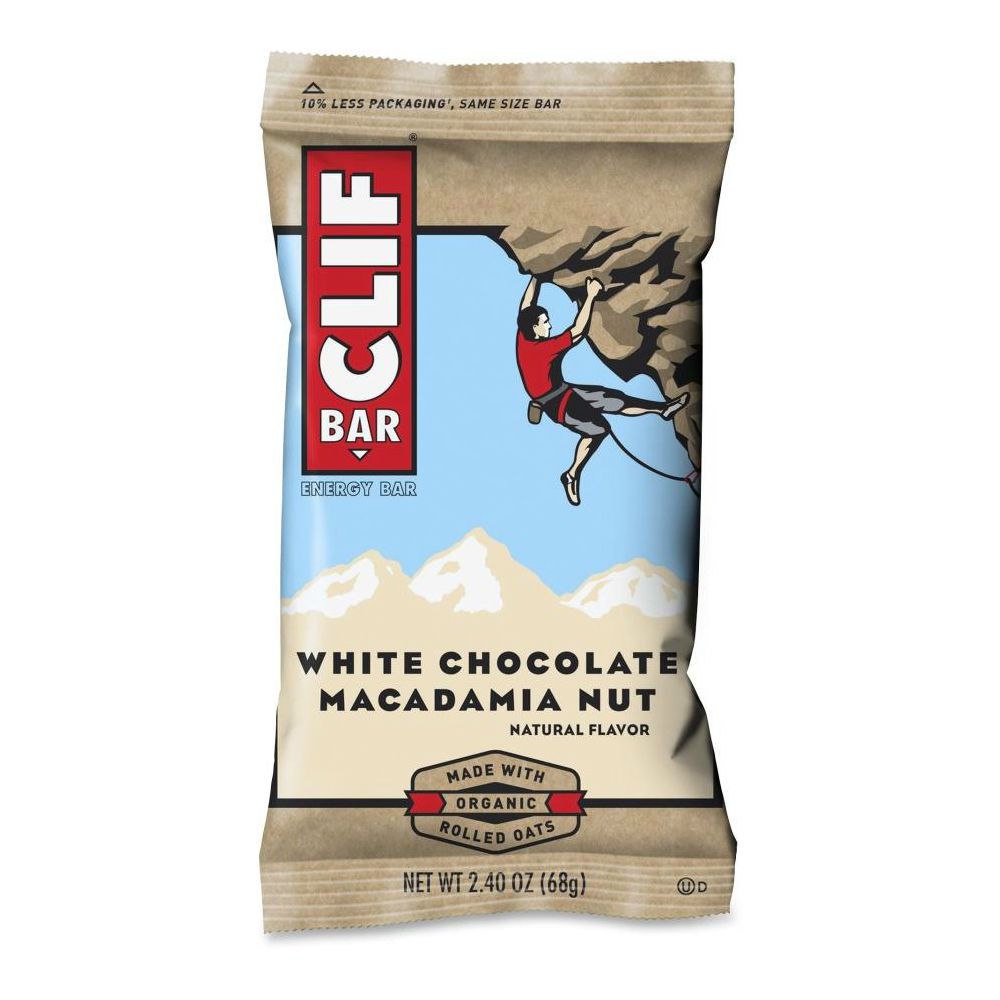 10% LESS PACKAGING¹, SAME SIZE BAR
CLIF®
BAR
ENERGY BAR
WHITE CHOCOLATE
MACADAMIA NUT
NATURAL FLAVOR
MADE WITH
ORGANIC
ROLLED OATS
NET WT 2.40 OZ (68g)
Ⓤ D